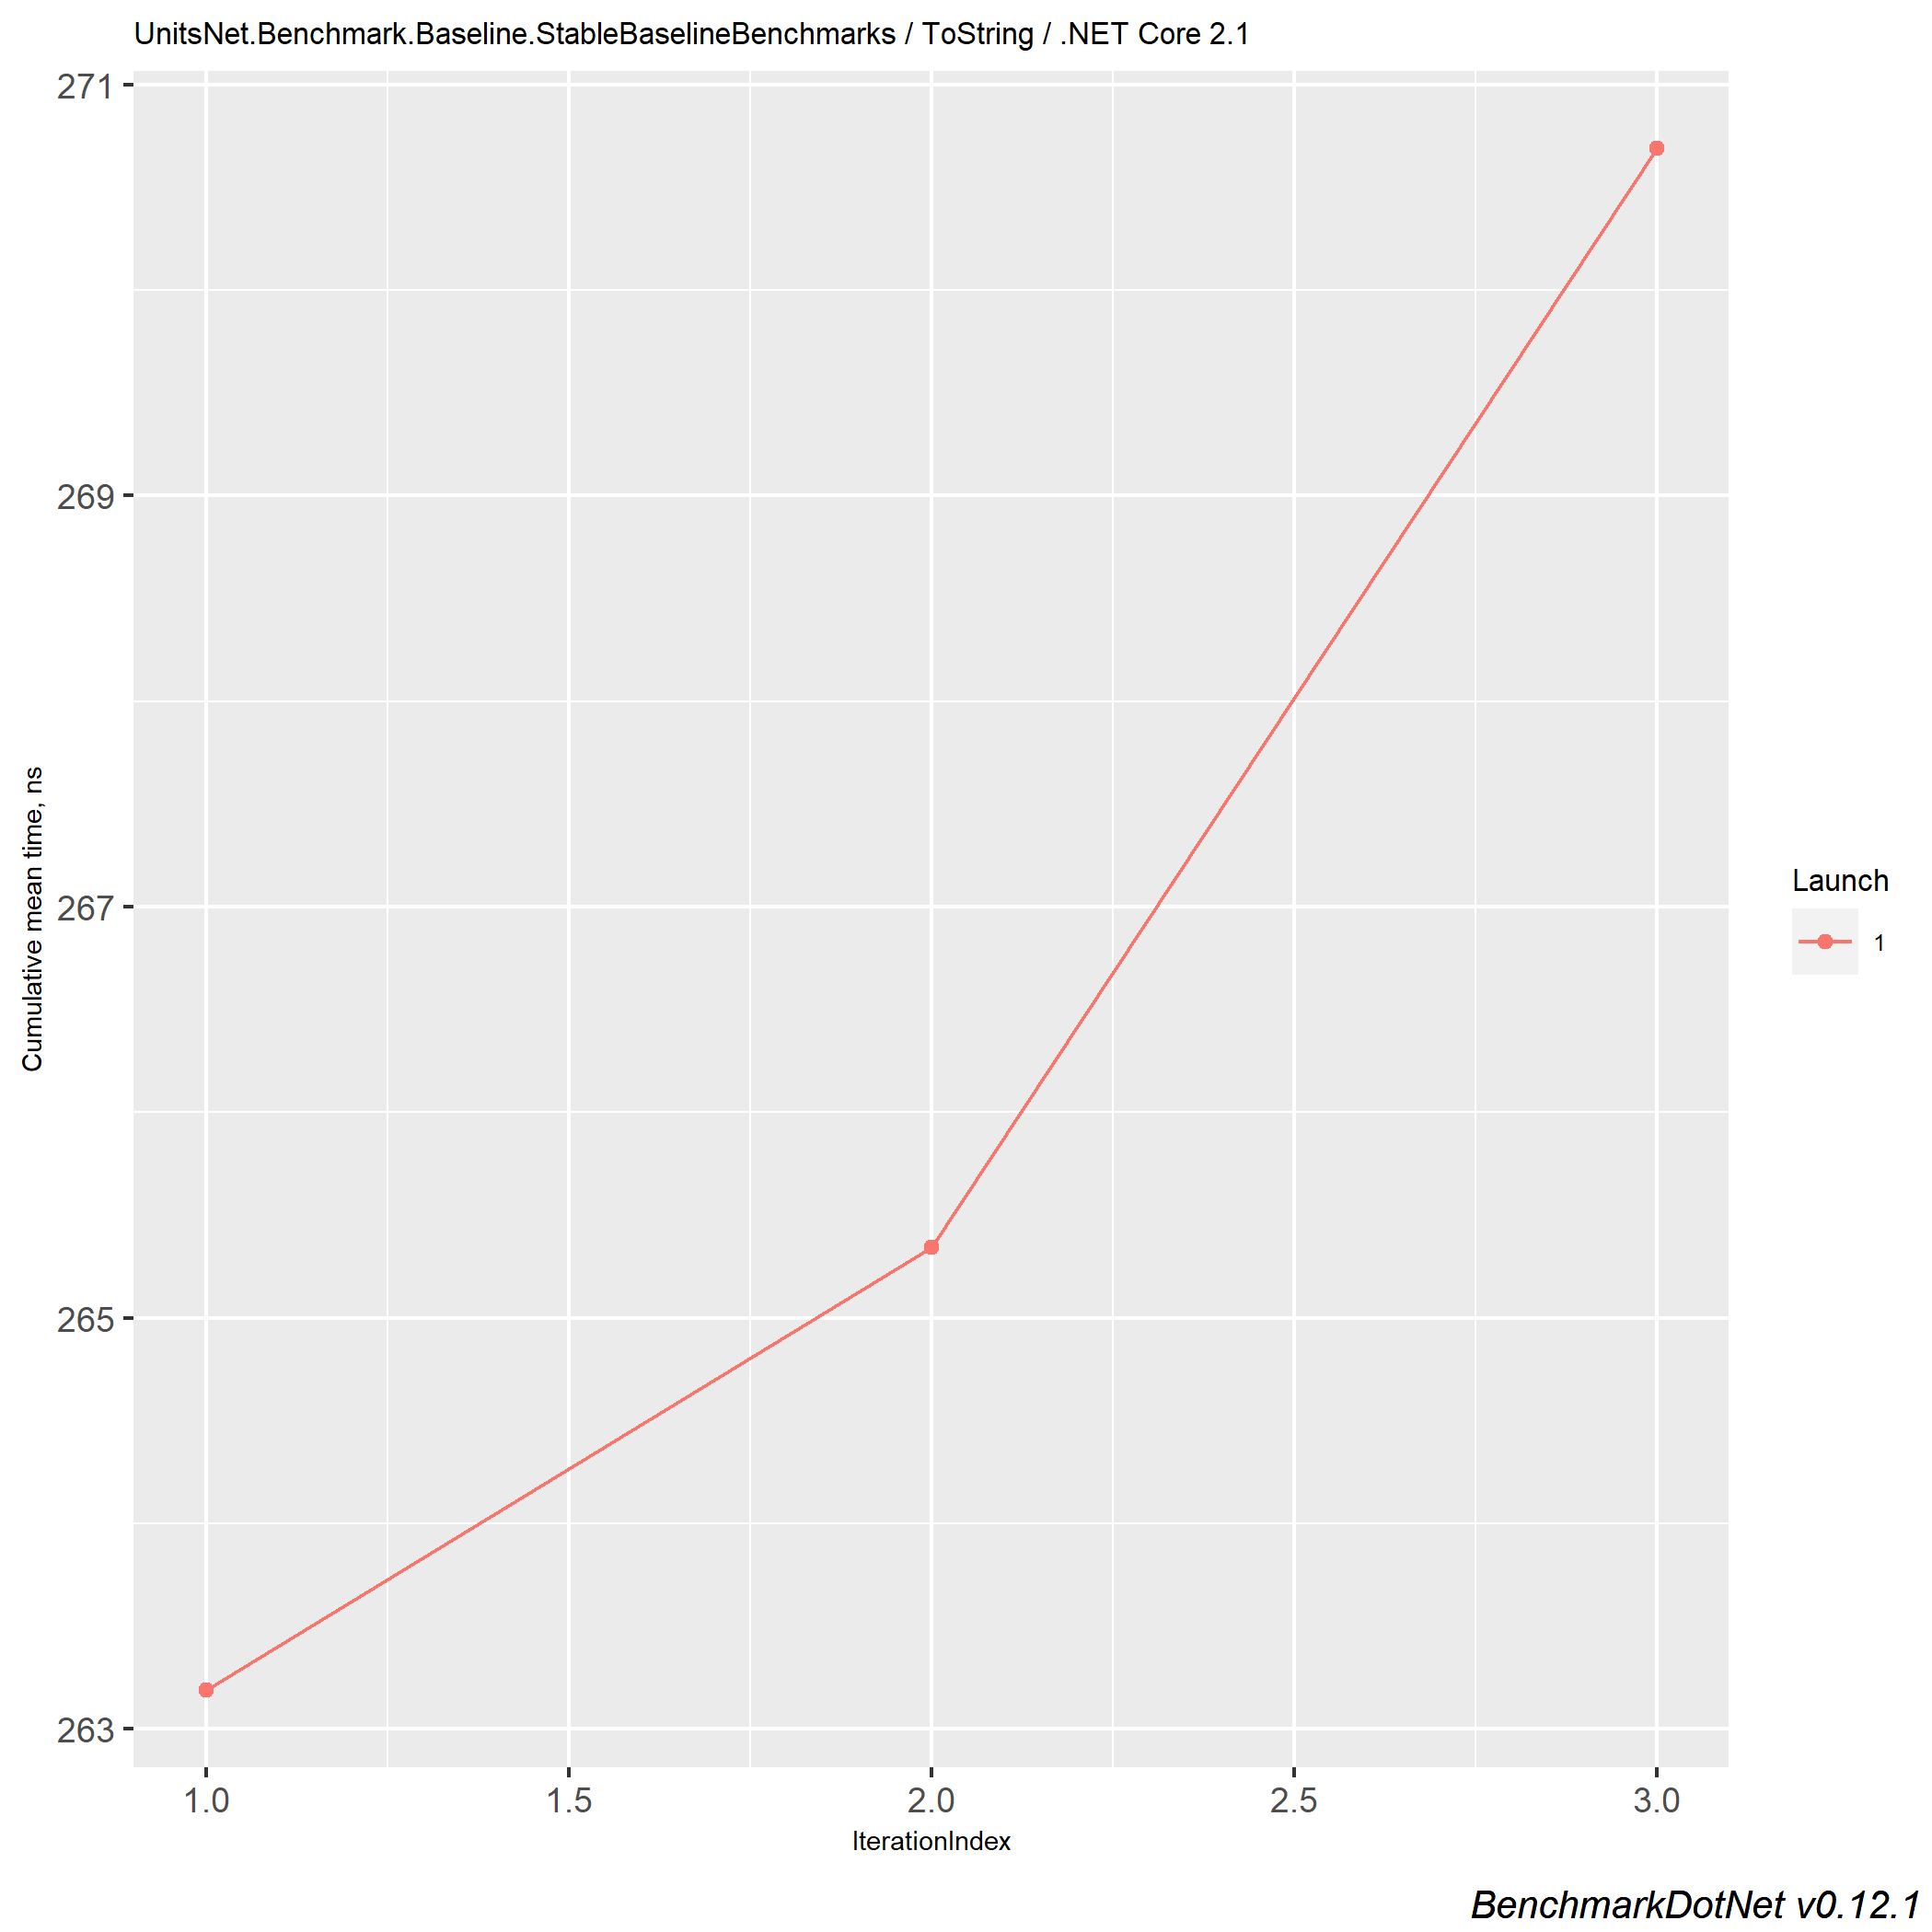 UnitsNet.Benchmark.Baseline.StableBaselineBenchmarks / ToString / .NET Core 2.1
271
269
267
265
263
Cumulative mean time, ns
1.0
1.5
2.0
2.5
3.0
IterationIndex
Launch
1
BenchmarkDotNet v0.12.1